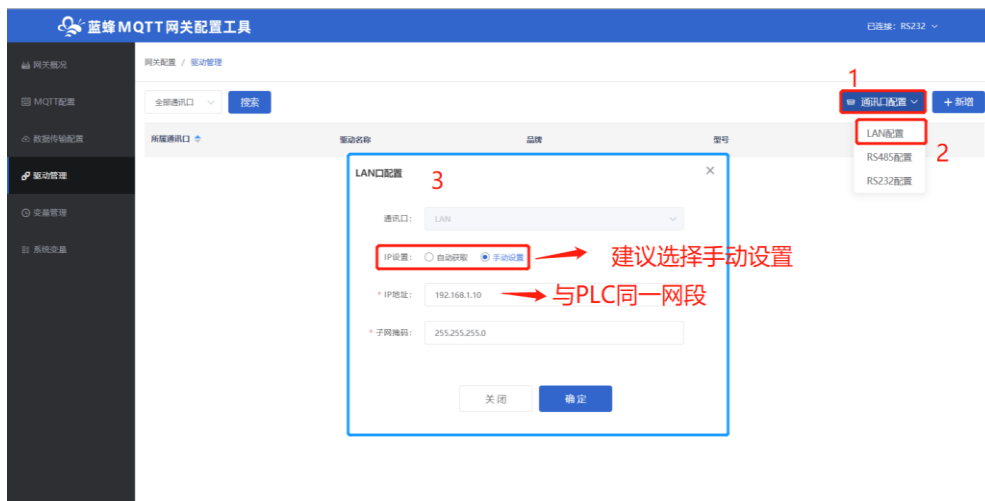 蓝蜂MQTT网关配置工具
已连接：RS232
网关概况
网关配置 / 驱动管理
1
MQTT配置
全部通讯口
搜索
通讯口配置
+ 新增
数据传输配置
所属通讯口
驱动名称
品牌
型号
LAN配置
2
RS485配置
RS232配置
驱动管理
LAN口配置
3
变量管理
通讯口：
LAN
系统变量
IP设置：
自动获取
手动设置
建议选择手动设置
* IP地址：
192.168.1.10
与PLC同一网段
* 子网掩码：
255.255.255.0
关闭
确定